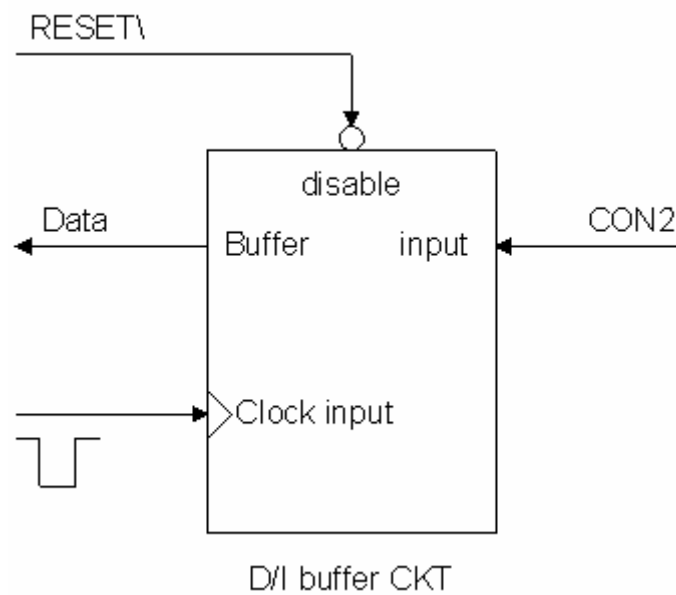 RESET\
disable
Data
Buffer
input
CON2
Clock input
D/I buffer CKT